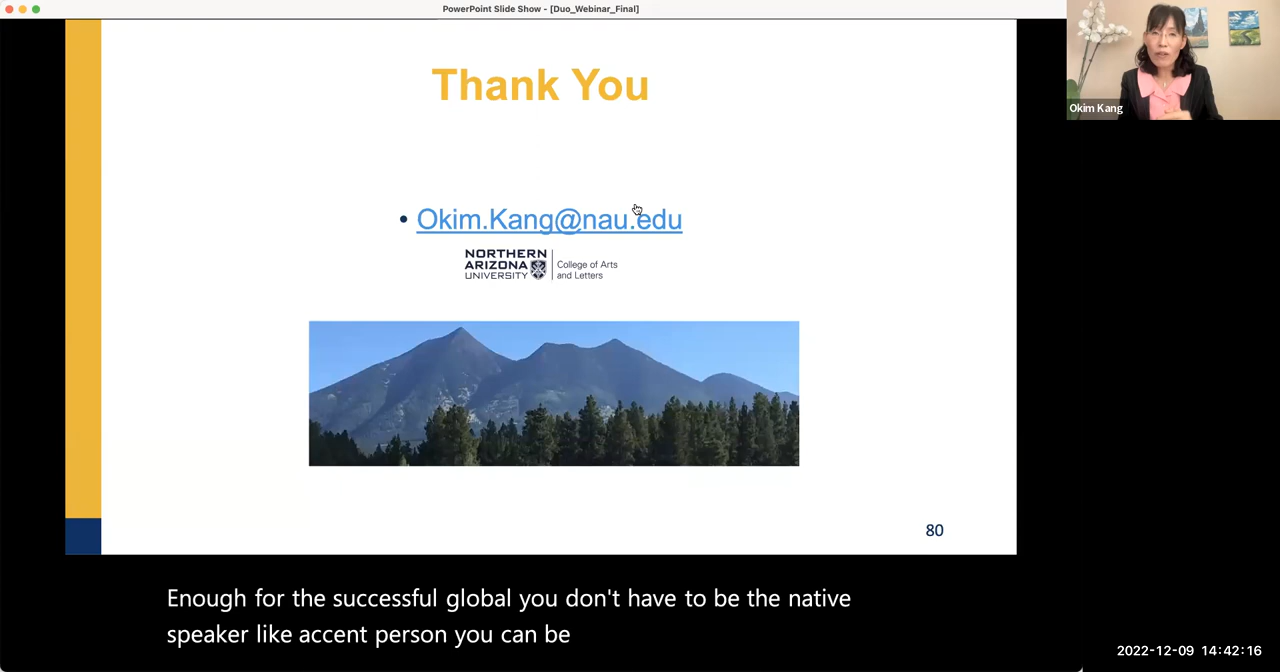 PowerPoint Slide Show - [Duo_Webinar_Final]
Thank You
• Okim.Kang@nau.edu
NORTHERN
ARIZONA
UNIVERSITY
College of Arts
and Letters
80
Okim Kang
Enough for the successful global you don't have to be the native
speaker like accent person you can be
2022-12-09 14:42:16